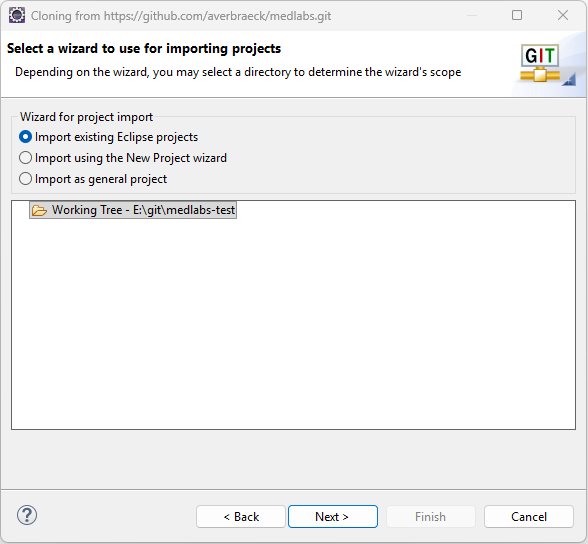 Cloning from https://github.com/averbraeck/medlabs.git
Select a wizard to use for importing projects
Depending on the wizard, you may select a directory to determine the wizard's scope
GIT
Wizard for project import
Import existing Eclipse projects
Import using the New Project wizard
Import as general project
Working Tree - E:\git\medlabs-test
? < Back Next > Finish Cancel